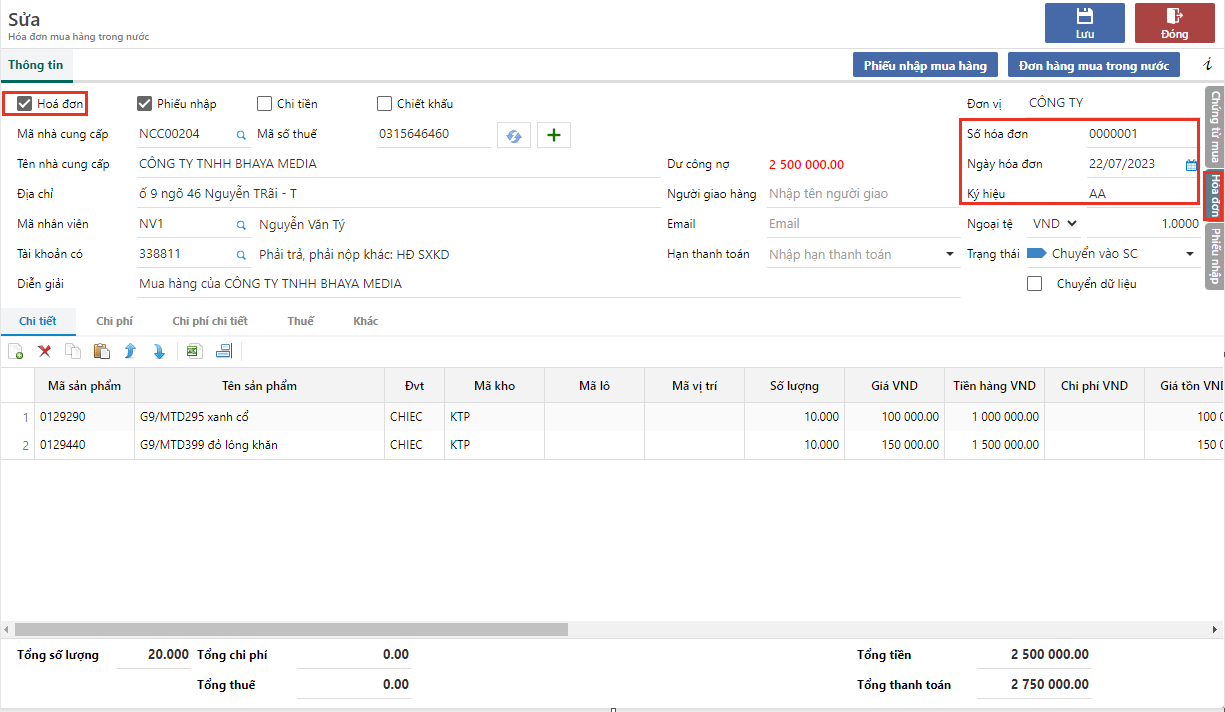 Sửa
Hóa đơn mua hàng trong nước
Lưu
Đóng
Thông tin
Phiếu nhập mua hàng
Đơn hàng mua trong nước
i
Hoá đơn
Phiếu nhập
Chi tiền
Chiết khấu
Đơn vị
CÔNG TY
Mã nhà cung cấp
NCC00204
Mã số thuế
0315646460
Số hóa đơn
0000001
Tên nhà cung cấp
CÔNG TY TNHH BHAYA MEDIA
Dư công nợ
2 500 000.00
Ngày hóa đơn
22/07/2023
Địa chỉ
ố 9 ngõ 46 Nguyễn TRãi - T
Người giao hàng
Nhập tên người giao
Ký hiệu
AA
Mã nhân viên
NV1
Nguyễn Văn Tý
Email
Email
Ngoại tệ
VND
1.0000
Tài khoản có
338811
Phải trả, phải nộp khác: HĐ SXKD
Hạn thanh toán
Nhập hạn thanh toán
Trạng thái
Chuyển vào SC
Diễn giải
Mua hàng của CÔNG TY TNHH BHAYA MEDIA
Chuyển dữ liệu
Chứng từ mua
Hóa đơn
Phiếu nhập
Chi tiết
Chi phí
Chi phí chi tiết
Thuế
Khác
Mã sản phẩm
Tên sản phẩm
Đvt
Mã kho
Mã lô
Mã vị trí
Số lượng
Giá VND
Tiền hàng VND
Chi phí VND
Giá tồn VND
1
0129290
G9/MTD295 xanh cổ
CHIEC
KTP
10.000
100 000.00
1 000 000.00
100 0
2
0129440
G9/MTD399 đỏ lông khăn
CHIEC
KTP
10.000
150 000.00
1 500 000.00
150 0
Tổng số lượng
20.000
Tổng chi phí
0.00
Tổng tiền
2 500 000.00
Tổng thuế
0.00
Tổng thanh toán
2 750 000.00